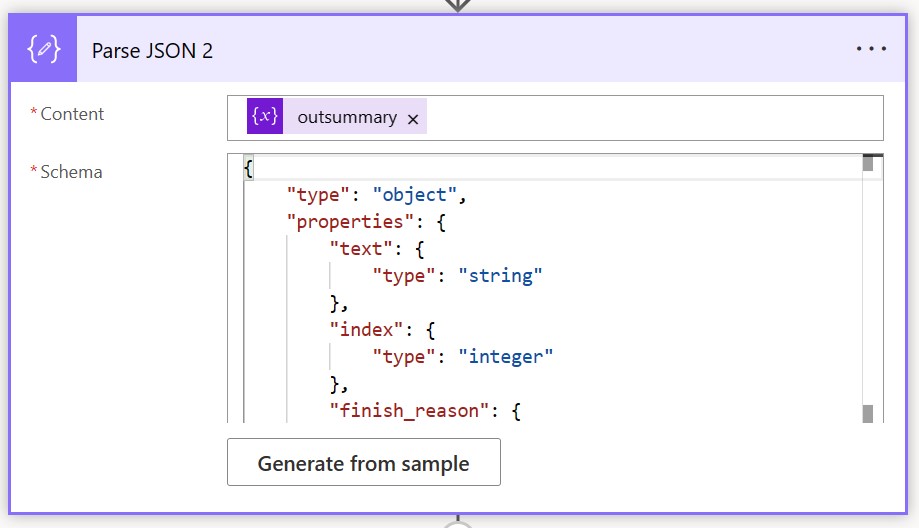 Parse JSON 2
...
*Content
{x} outsummary ×
*Schema
{
"type": "object",
"properties": {
"text": {
"type": "string"
},
"index": {
"type": "integer"
},
"finish_reason": {
Generate from sample